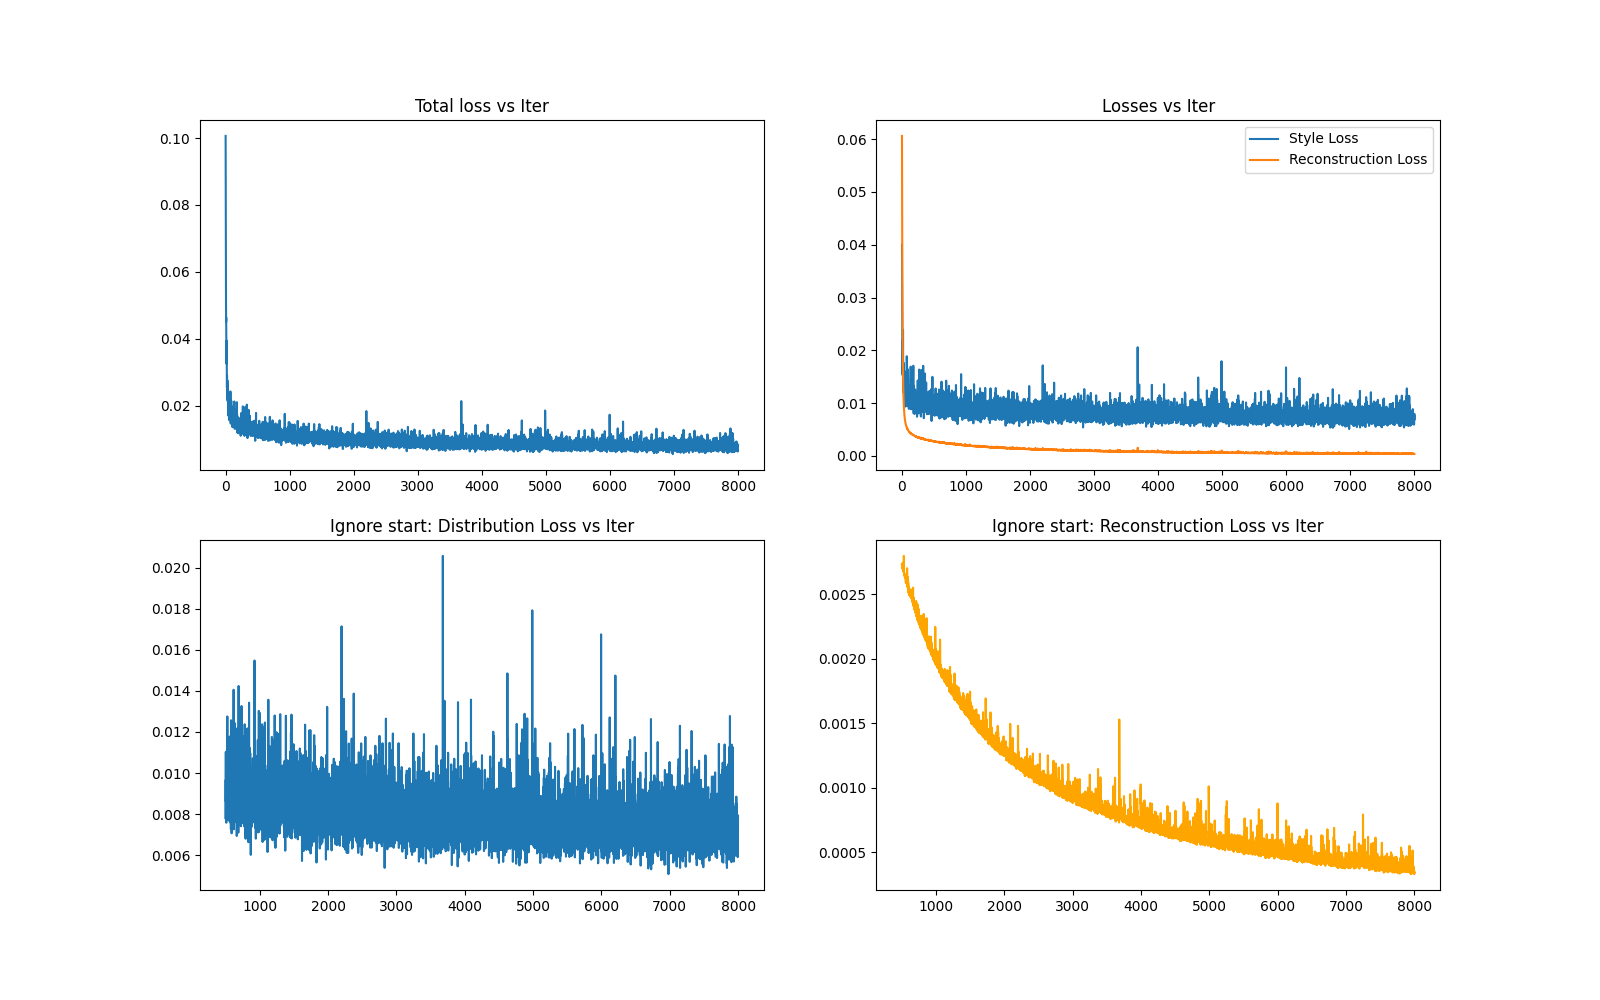 Total loss vs Iter
0.10
0.08
0.06
0.04
0.02
0 1000 2000 3000 4000 5000 6000 7000 8000
Losses vs Iter
Style Loss
Reconstruction Loss
0.06
0.05
0.04
0.03
0.02
0.01
0.00
0 1000 2000 3000 4000 5000 6000 7000 8000
Ignore start: Distribution Loss vs Iter
0.020
0.018
0.016
0.014
0.012
0.010
0.008
0.006
1000 2000 3000 4000 5000 6000 7000 8000
Ignore start: Reconstruction Loss vs Iter
0.0025
0.0020
0.0015
0.0010
0.0005
1000 2000 3000 4000 5000 6000 7000 8000